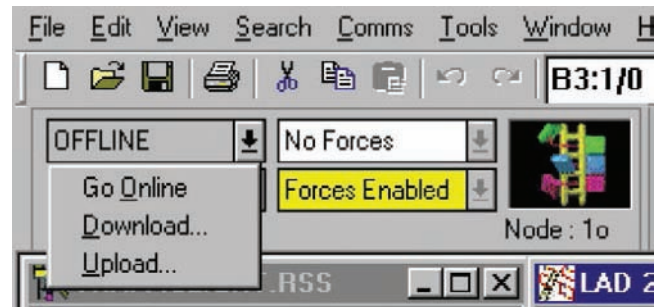 File Edit View Search Comms Tools Window H
B3:1/0
OFFLINE No Forces
Go Online Forces Enabled
Download... Node : 1o
Upload...
.RSS LAD 2